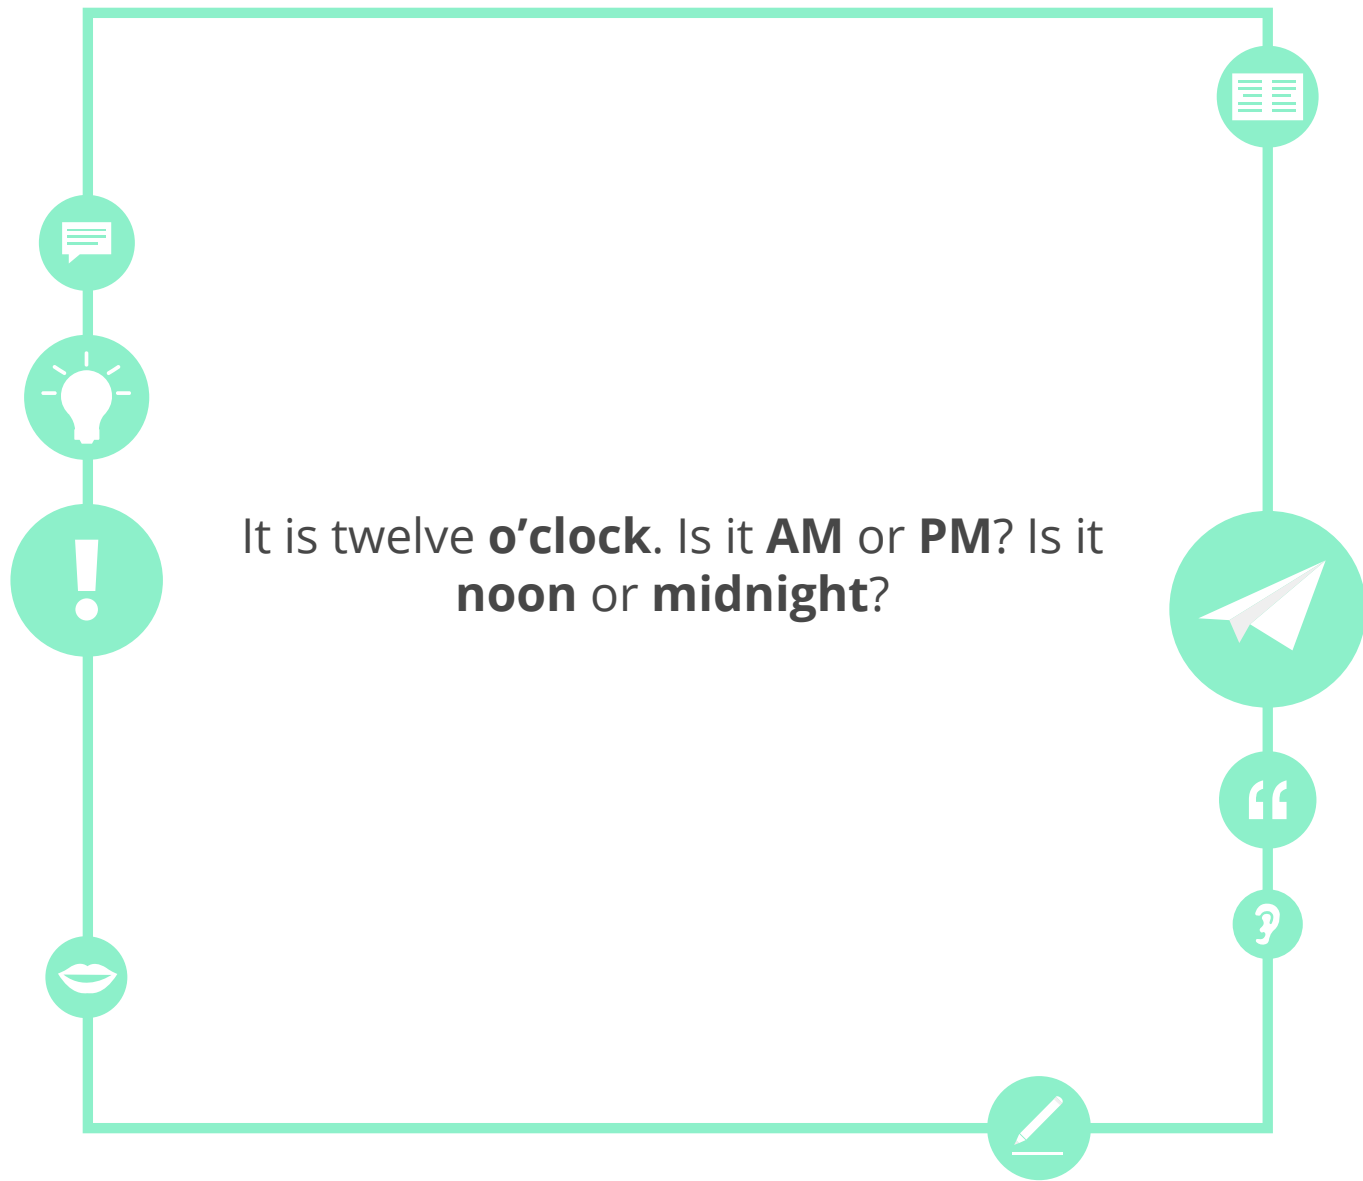 It is twelve o’clock. Is it AM or PM? Is it
noon or midnight?